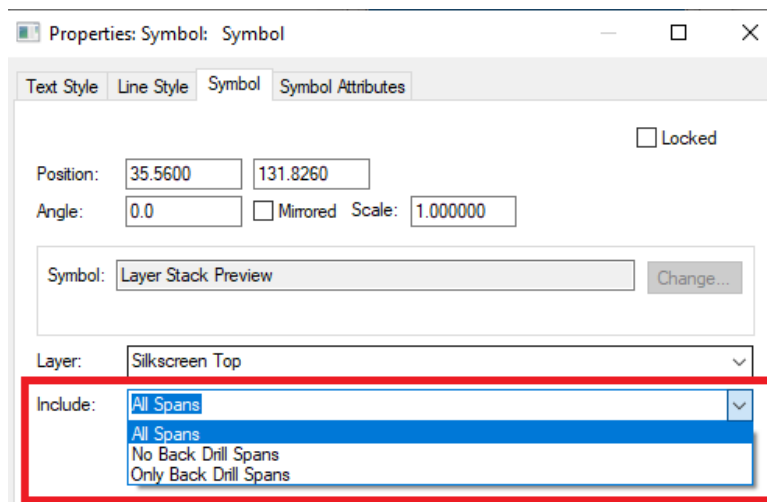 Properties: Symbol: Symbol
Text Style Line Style Symbol Symbol Attributes
Locked
Position: 35.5600 131.8260
Angle: 0.0 Mirrored Scale: 1.000000
Symbol: Layer Stack Preview Change...
Layer: Silkscreen Top
Include: All Spans
All Spans
No Back Drill Spans
Only Back Drill Spans